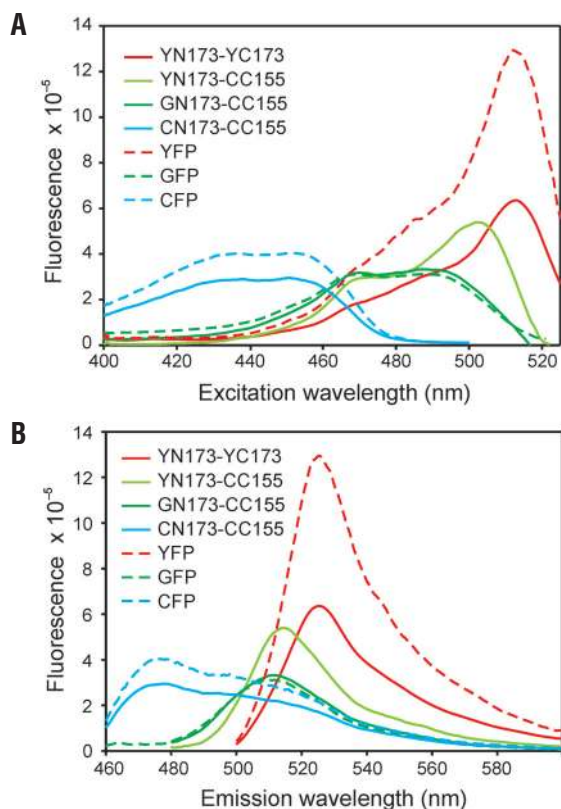 A
14
12
10
8
6
4
2
0
Fluorescence x 10⁻⁵
YN173-YC173
YN173-CC155
GN173-CC155
CN173-CC155
YFP
GFP
CFP
400 420 440 460 480 500 520
Excitation wavelength (nm)
B
14
12
10
8
6
4
2
0
Fluorescence x 10⁻⁵
YN173-YC173
YN173-CC155
GN173-CC155
CN173-CC155
YFP
GFP
CFP
460 480 500 520 540 560 580
Emission wavelength (nm)